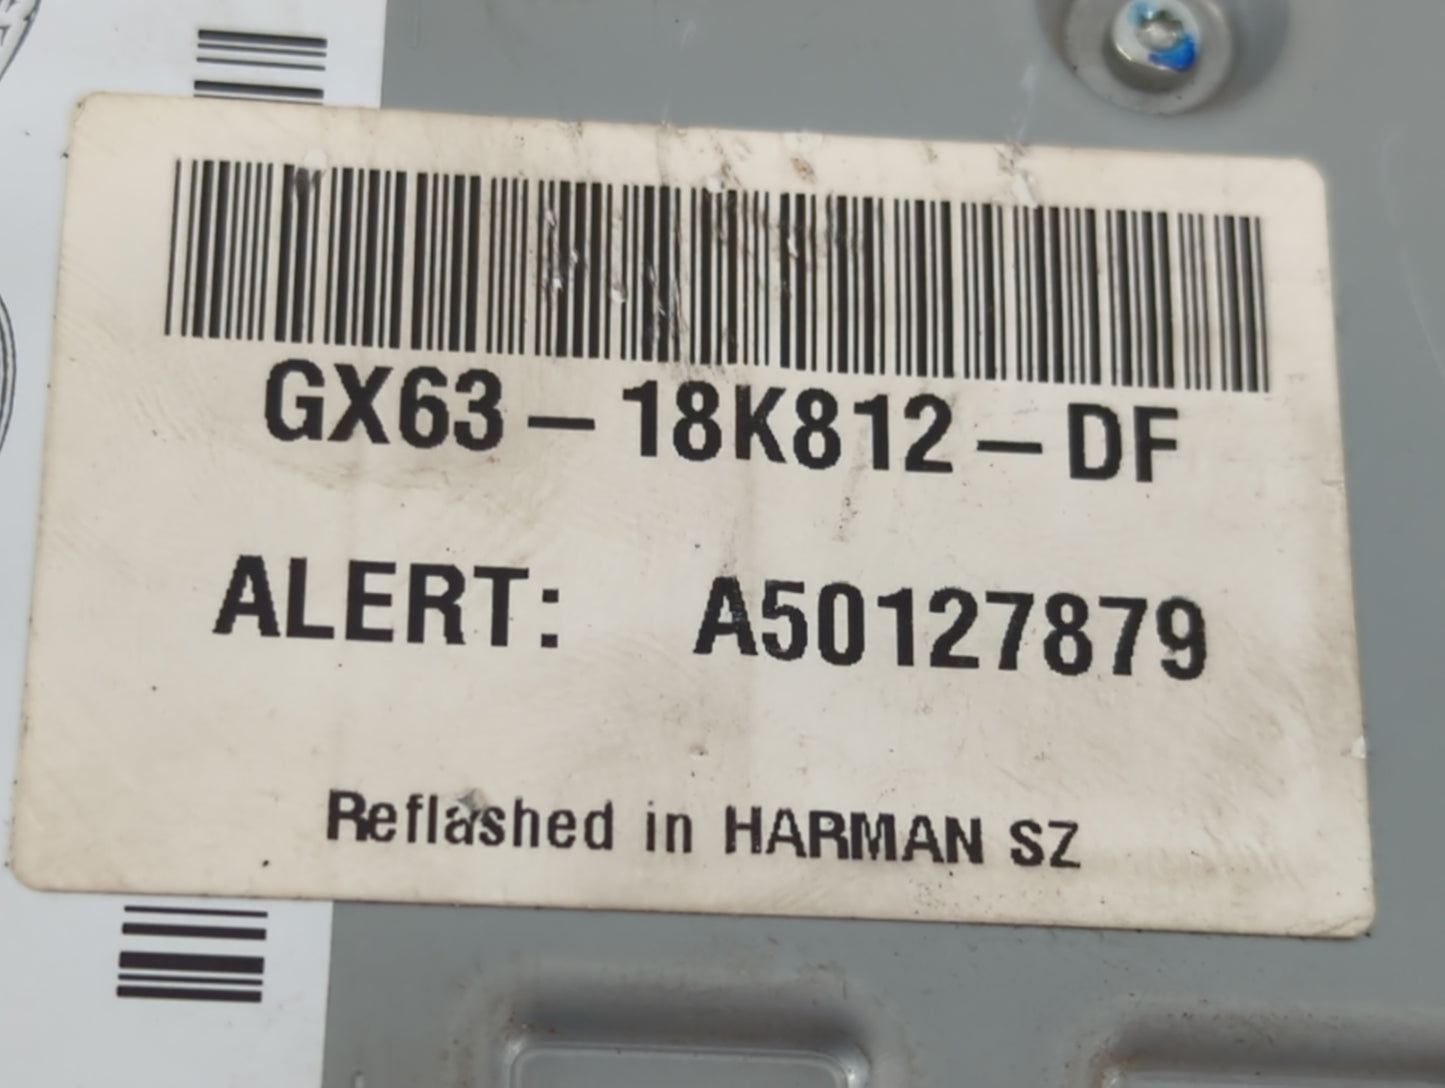 GX63-18K812-DF
ALERT: A50127879
Reflashed in HARMAN SZ